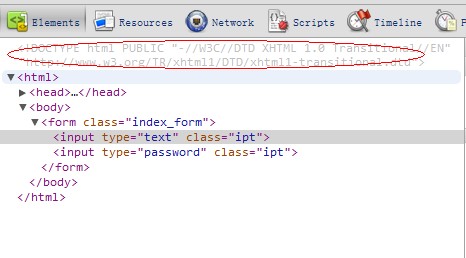 Elements Resources Network Scripts Timeline
<!DOCTYPE html PUBLIC "-//W3C//DTD XHTML 1.0 Transitional//EN"
"http://www.w3.org/TR/xhtml1/DTD/xhtml1-transitional.dtd">
▼<html>
▶<head>…</head>
▼<body>
▼<form class="index_form">
<input type="text" class="ipt">
<input type="password" class="ipt">
</form>
</body>
</html>